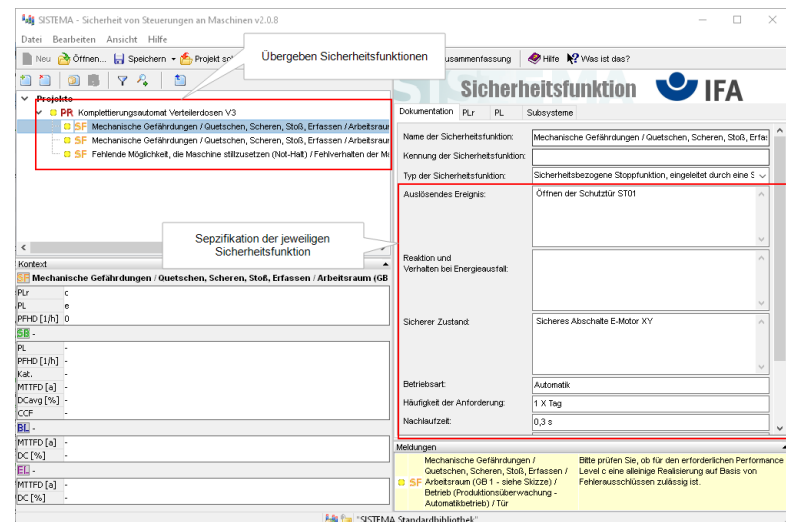 SISTEMA - Sicherheit von Steuerungen an Maschinen v2.0.8
Datei Bearbeiten Ansicht Hilfe
Neu Öffnen... Speichern Projekt
Zusammenfassung Hilfe Was ist das?
Übergeben Sicherheitsfunktionen
SISTEMA
Sicherheitsfunktion
IFA
Projekte
PR Komplettierungsautomat Verteilerdosen V3
SF Mechanische Gefährdungen / Quetschen, Scheren, Stoß, Erfassen / Arbeitsraum
SF Mechanische Gefährdungen / Quetschen, Scheren, Stoß, Erfassen / Arbeitsraum
SF Fehlende Möglichkeit, die Maschine stillzusetzen (Not-Halt) / Fehlverhalten der
Sepzifikation der jeweiligen
Sicherheitsfunktion
Kontext
SF Mechanische Gefährdungen / Quetschen, Scheren, Stoß, Erfassen / Arbeitsraum (GB
PLr c
PL e
PFHD [1/h] 0
SB -
PL -
PFHD [1/h] -
Kat. -
MTTFD [a] -
DCavg [%] -
CCF -
BL -
MTTFD [a] -
DC [%] -
EL -
MTTFD [a] -
DC [%] -
Dokumentation PLr PL Subsysteme
Name der Sicherheitsfunktion: Mechanische Gefährdungen / Quetschen, Scheren, Stoß, Erfas
Kennung der Sicherheitsfunktion:
Typ der Sicherheitsfunktion: Sicherheitsbezogene Stoppfunktion, eingeleitet durch eine S
Auslösendes Ereignis: Öffnen der Schutztür ST01
Reaktion und
Verhalten bei Energieausfall:
Sicherer Zustand: Sicheres Abschalte E-Motor XY
Betriebsart: Automatik
Häufigkeit der Anforderung: 1 X Tag
Nachlaufzeit: 0,3 s
Meldungen
SF Mechanische Gefährdungen /
Quetschen, Scheren, Stoß, Erfassen /
Arbeitsraum (GB 1 - siehe
Skizze) /
Betrieb (Produktionsüberwachung -
Automatikbetrieb) / Tür
Bitte prüfen Sie, ob für den erforderlichen Performance
Level c eine alleinige Realisierung auf Basis von
Fehlerausschlüssen zulässig ist.
"SISTEMA Standardbibliothek"